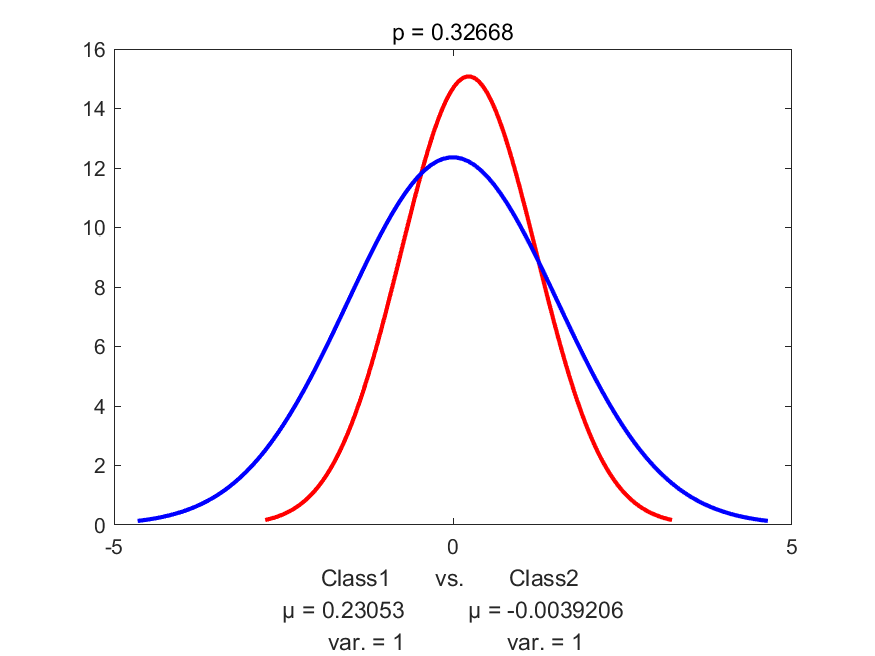 p = 0.32668
16
14
12
10
8
6
4
2
0
-5 0 5
Class1 vs. Class2
μ = 0.23053 μ = -0.0039206
var. = 1 var. = 1